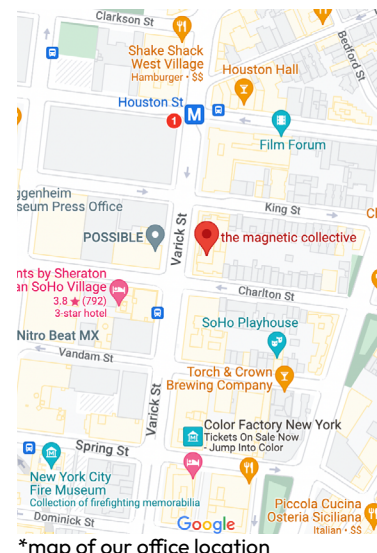 Clarkson St
Shake Shack
West Village
Hamburger • $$
Bedford St
Houston Hall
Houston St
M
1
Film Forum
ggenheim
seum Press Office
King St
Cl
POSSIBLE
Varick St
the magnetic collective
nts by Sheraton
an SoHo Village
3.8 ★ (792)
3-star hotel
Charlton St
SoHo Playhouse
Nitro Beat MX
Vandam St
Torch & Crown
Brewing Company
Varick St
Color Factory New York
Tickets On Sale Now
- Jump Into Color
Spring St
New York City
Fire Museum
Collection of firefighting memorabilia
Piccola Cucina
Osteria Siciliana
Italian • $$
Dominick St
Google
*map of our office location